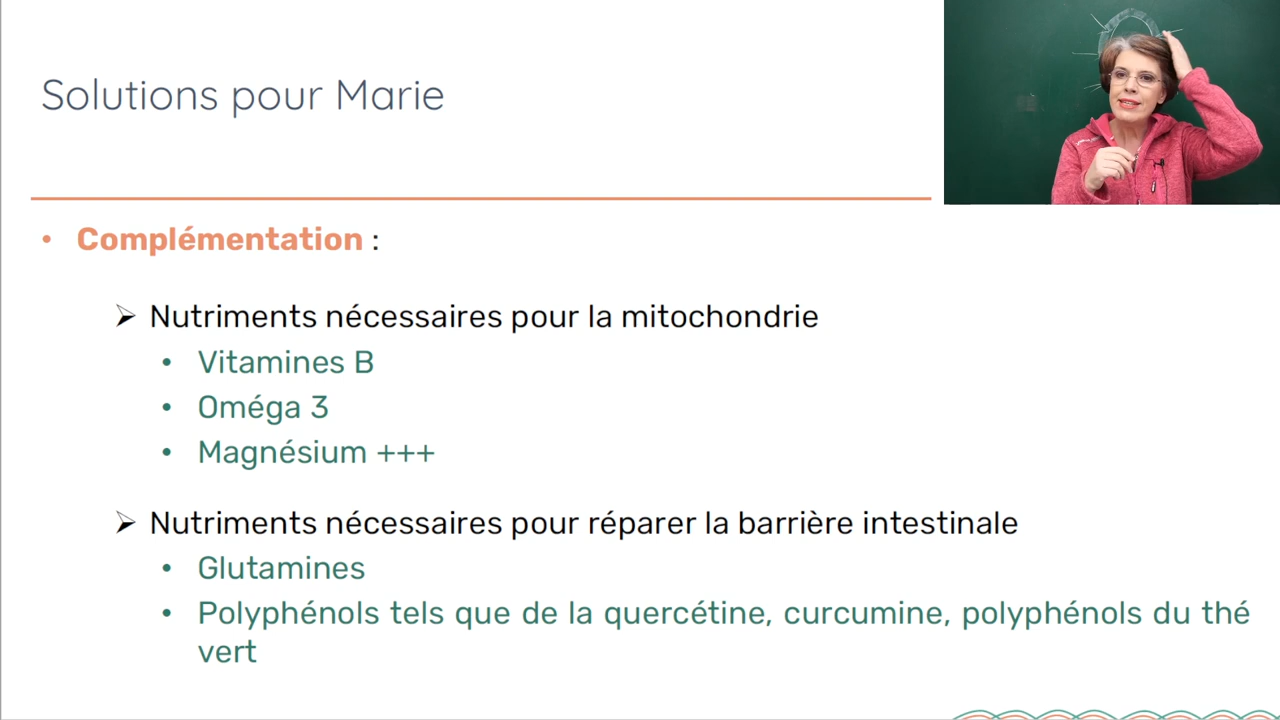 Solutions pour Marie
• Complémentation :
➢ Nutriments nécessaires pour la mitochondrie
• Vitamines B
• Oméga 3
• Magnésium +++
➢ Nutriments nécessaires pour réparer la barrière intestinale
• Glutamines
• Polyphénols tels que de la quercétine, curcumine, polyphénols du thé
vert